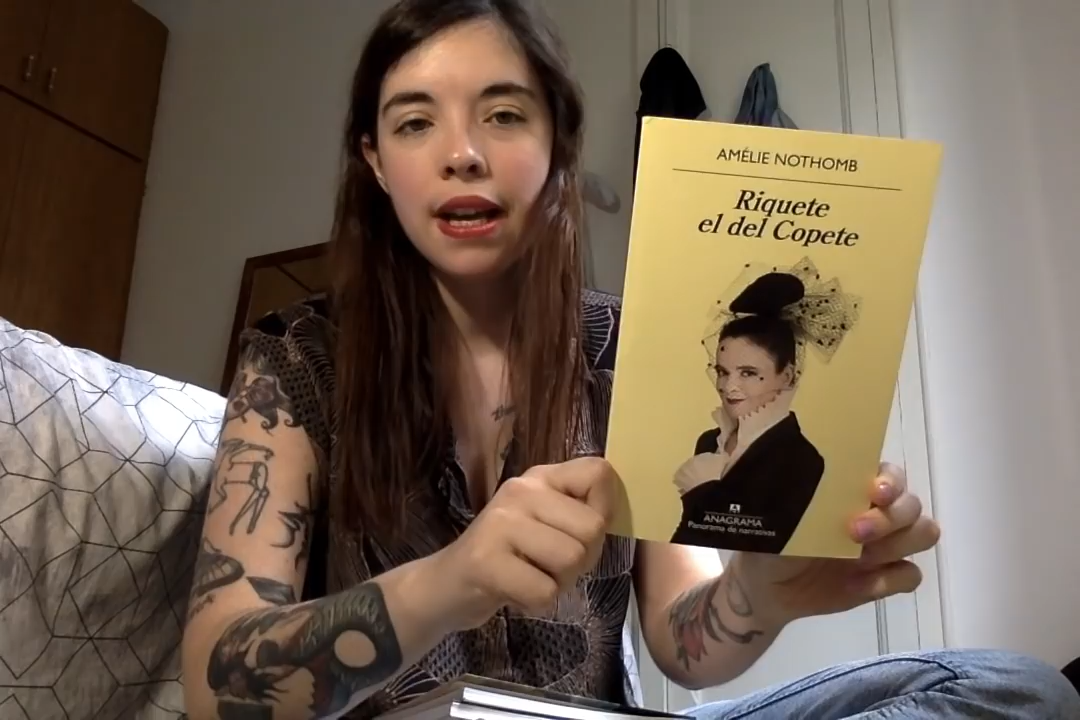 AMÉLIE NOTHOMB
Riquete
el del Copete
ANAGRAMA
Panorama de narrativas